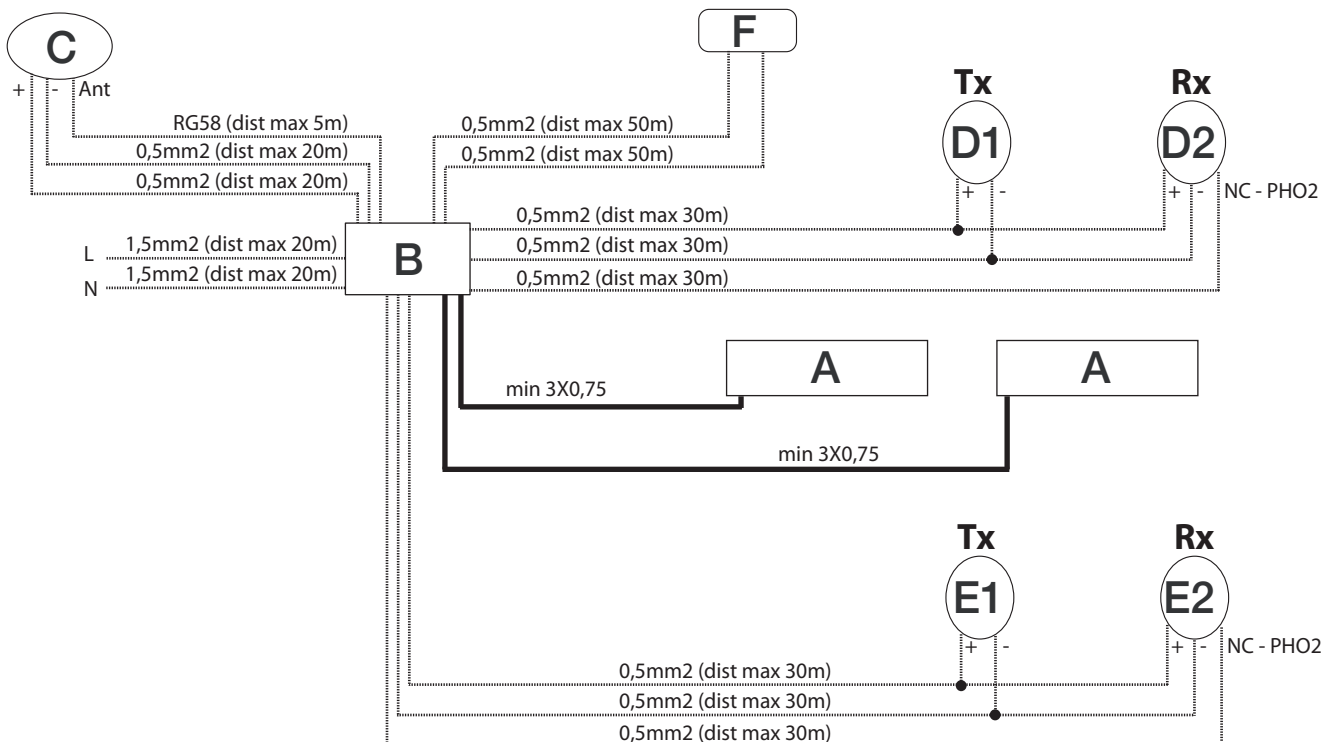 C
F
+ - Ant
Tx Rx
RG58 (dist max 5m)
0,5mm2 (dist max 50m)
D1 D2
0,5mm2 (dist max 20m)
0,5mm2 (dist max 50m)
0,5mm2 (dist max 20m)
+ - + - NC - PHO2
0,5mm2 (dist max 30m)
L 1,5mm2 (dist max 20m)
B
0,5mm2 (dist max 30m)
N 1,5mm2 (dist max 20m)
0,5mm2 (dist max 30m)
A A
min 3X0,75
min 3X0,75
Tx Rx
E1 E2
+ - + - NC - PHO2
0,5mm2 (dist max 30m)
0,5mm2 (dist max 30m)
0,5mm2 (dist max 30m)